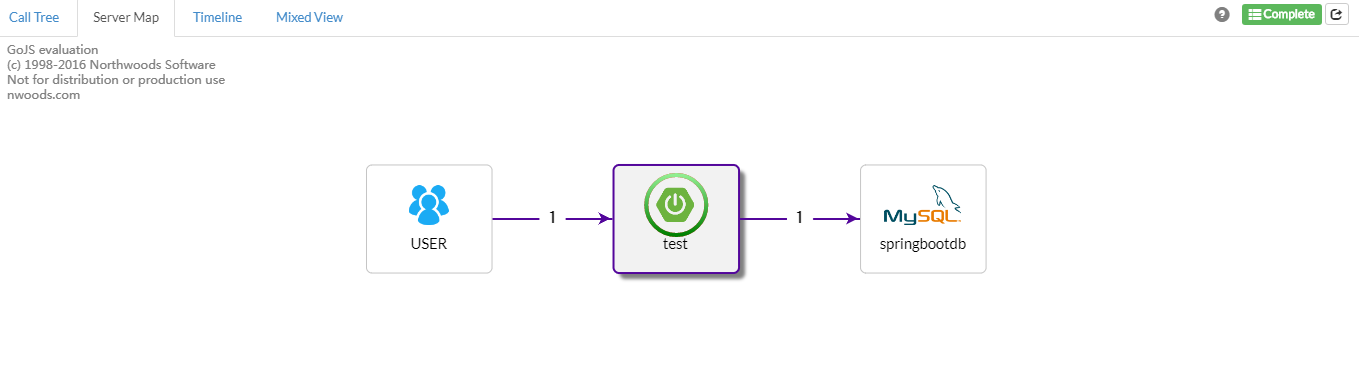 Call Tree
Server Map
Timeline
Mixed View
?
Complete
GoJS evaluation
(c) 1998-2016 Northwoods Software
Not for distribution or production use
nwoods.com
USER
1
test
1
MySQL
springbootdb